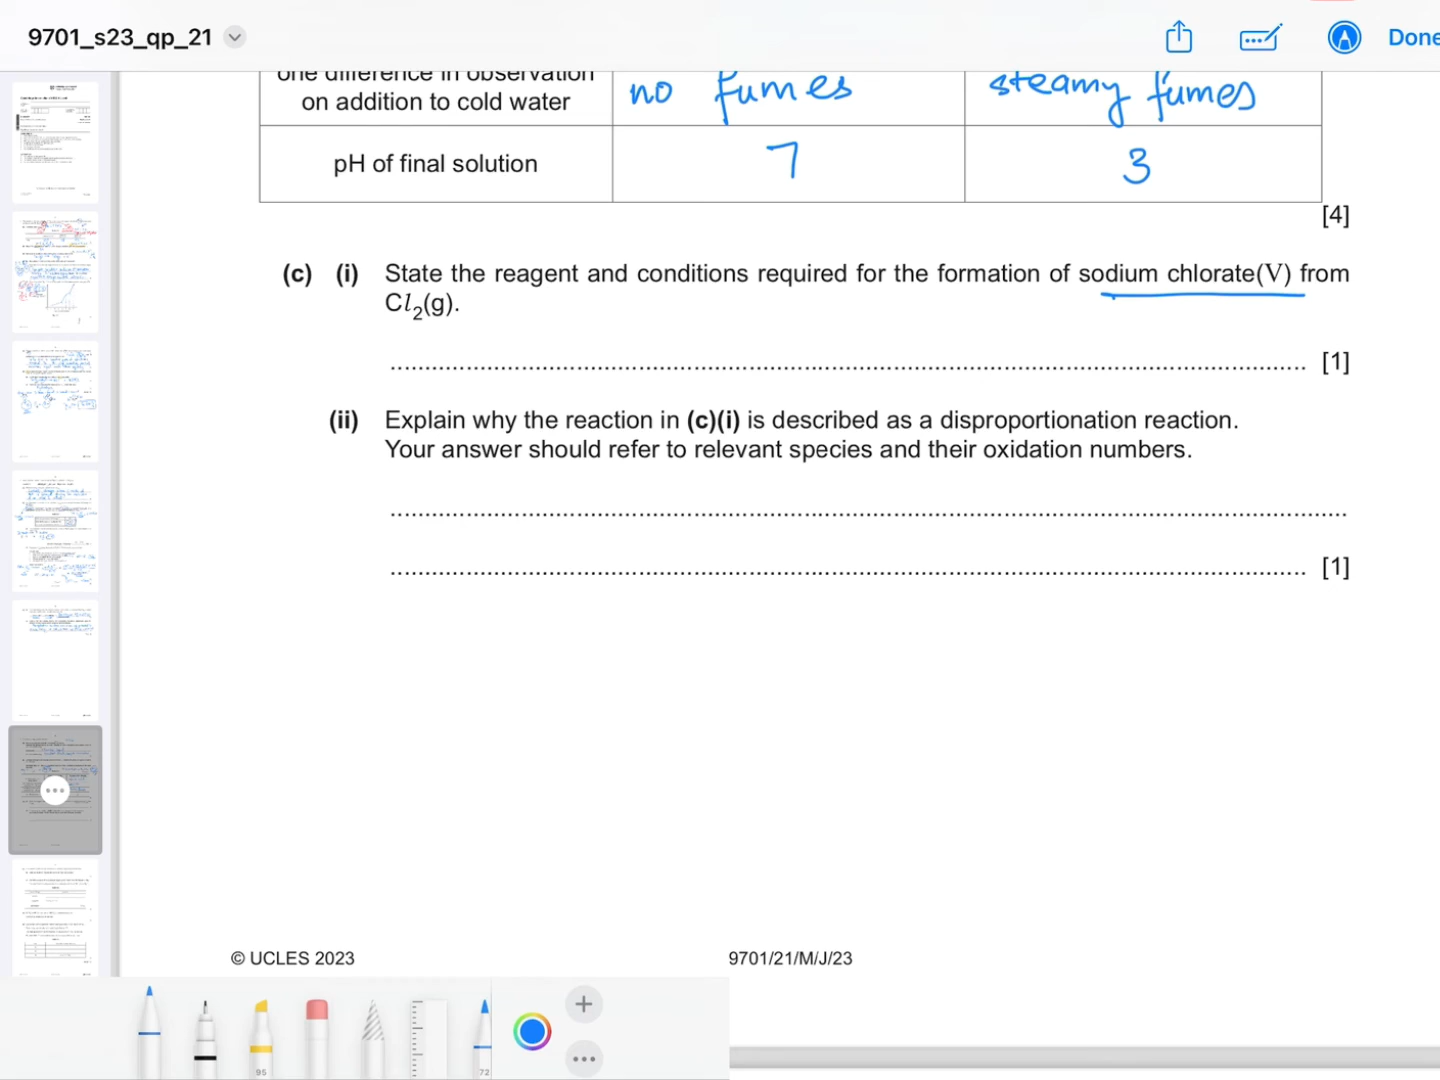 9701_s23_qp_21
Done
one difference in observation
on addition to cold water
no fumes
steamy fumes
pH of final solution
7
3
[4]
(c) (i) State the reagent and conditions required for the formation of sodium chlorate(V) from
Cl₂(g).
[1]
(ii) Explain why the reaction in (c)(i) is described as a disproportionation reaction.
Your answer should refer to relevant species and their oxidation numbers.
[1]
© UCLES 2023
9701/21/M/J/23
95
72